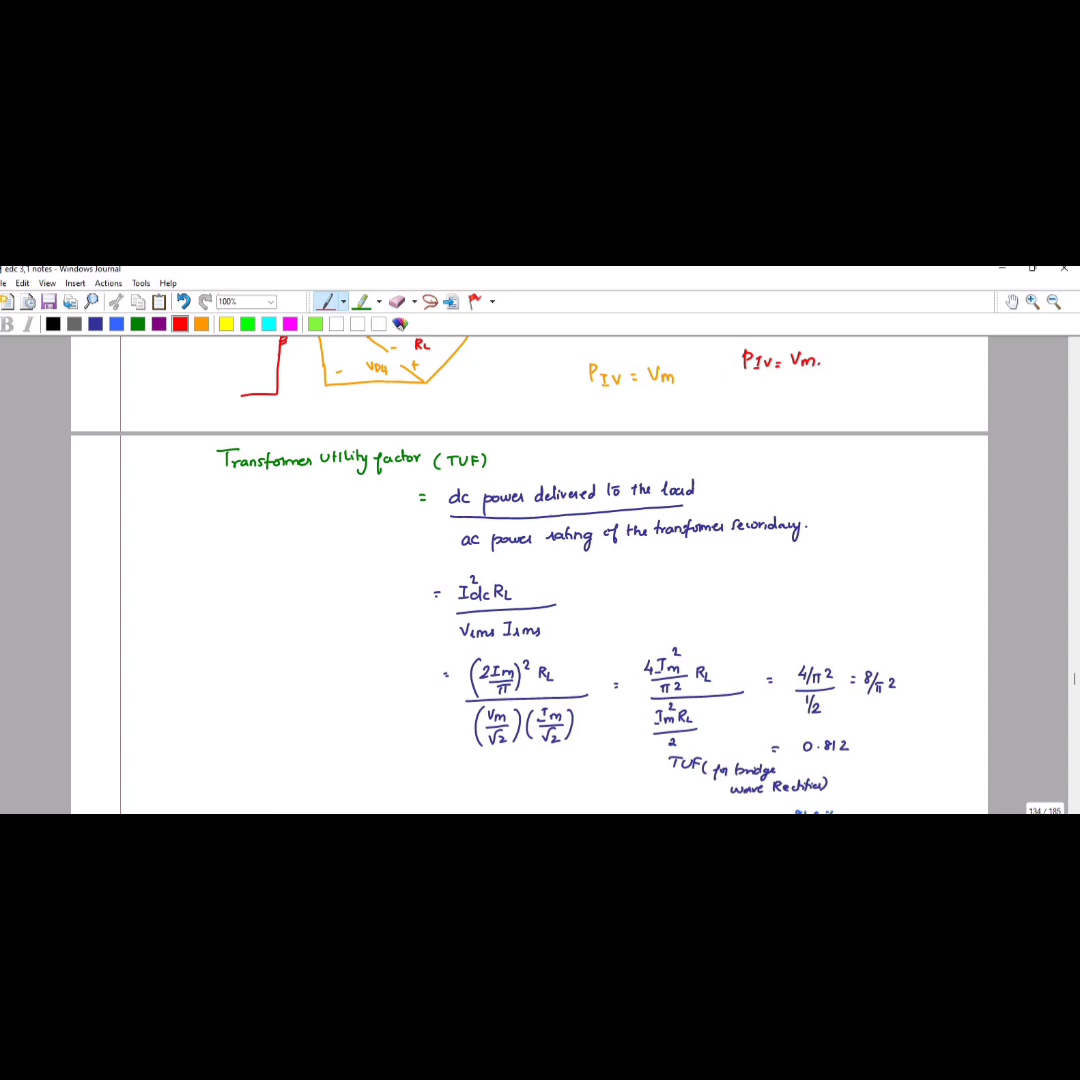 edc 3,1 notes - Windows Journal
le Edit View Insert Actions Tools Help
100%
B I
RL
- VD4 +
PIV = Vm
PIV = Vm.
Transformer Utility factor (TUF)
= dc power delivered to the load
ac power rating of the transformer secondary.
= I²dc RL
Vrms Irms
= (2Im/π)² RL = 4Im²/π² RL = 4/π² = 8/π²
(Vm/√2) (Im/√2) Im² RL/2 1/2
= 0.812
TUF (for bridge
wave Rectifier)
134 / 185